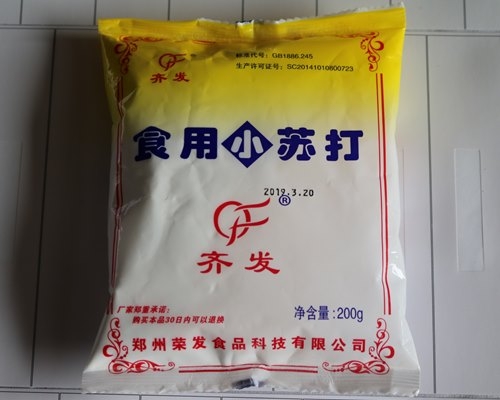 标准代号：GB1886.245
生产许可证号：SC20141010800723
齐发
食用小苏打
2019.3.20
®
齐发
厂家郑重承诺：
购买本品30日内可以退换
净含量：200g
郑州荣发食品科技有限公司